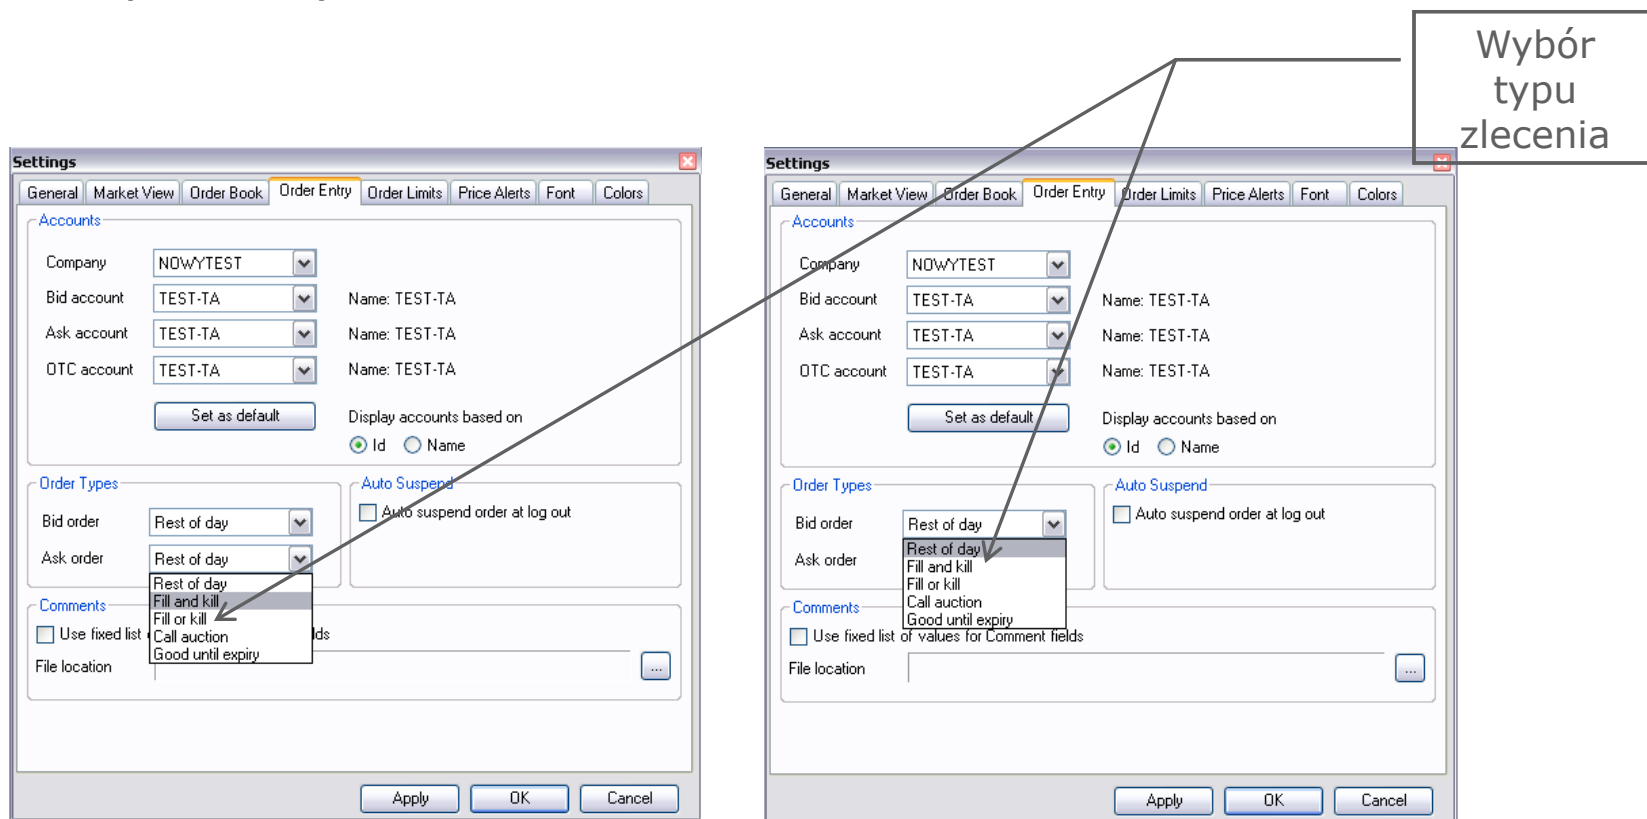 Wybór
typu
zlecenia
Settings
General Market View Order Book Order Entry Order Limits Price Alerts Font Colors
Accounts
Company NOWYTEST
Bid account TEST-TA Name: TEST-TA
Ask account TEST-TA Name: TEST-TA
OTC account TEST-TA Name: TEST-TA
Set as default Display accounts based on
Id Name
Order Types Auto Suspend
Bid order Rest of day Auto suspend order at log out
Ask order Rest of day
Rest of day
Fill and kill
Fill or kill
Call auction
Good until expiry
Comments
Use fixed list lds
File location ...
Apply OK Cancel
Settings
General Market View Order Book Order Entry Order Limits Price Alerts Font Colors
Accounts
Company NOWYTEST
Bid account TEST-TA Name: TEST-TA
Ask account TEST-TA Name: TEST-TA
OTC account TEST-TA Name: TEST-TA
Set as default Display accounts based on
Id Name
Order Types Auto Suspend
Bid order Rest of day Auto suspend order at log out
Ask order
Rest of day
Fill and kill
Fill or kill
Call auction
Good until expiry
Comments
Use fixed list of values for Comment fields
File location ...
Apply OK Cancel